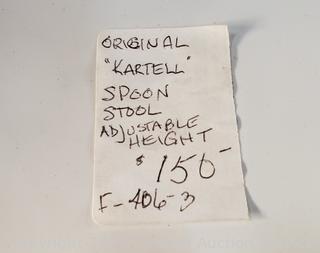 ORIGINAL
"KARTELL"
SPOON
STOOL
ADJUSTABLE
HEIGHT
$150-
F-406-3